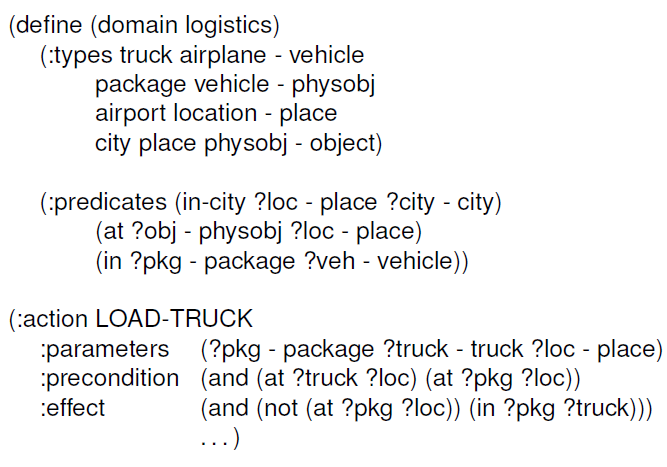 (define (domain logistics)
(:types truck airplane - vehicle
package vehicle - physobj
airport location - place
city place physobj - object)
(:predicates (in-city ?loc - place ?city - city)
(at ?obj - physobj ?loc - place)
(in ?pkg - package ?veh - vehicle))
(:action LOAD-TRUCK
:parameters (?pkg - package ?truck - truck ?loc - place)
:precondition (and (at ?truck ?loc) (at ?pkg ?loc))
:effect (and (not (at ?pkg ?loc)) (in ?pkg ?truck)))
. . . )